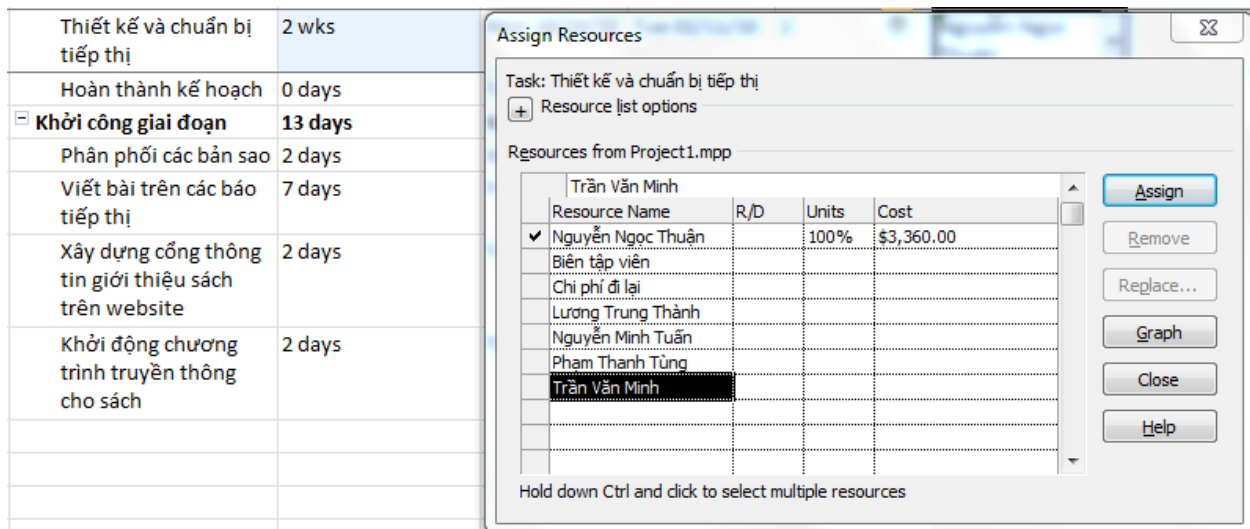 Thiết kế và chuẩn bị
tiếp thị
2 wks
Hoàn thành kế hoạch 0 days
Khởi công giai đoạn 13 days
Phân phối các bản sao 2 days
Viết bài trên các báo
tiếp thị
7 days
Xây dựng cổng thông
tin giới thiệu sách
trên website
2 days
Khởi động chương
trình truyền thông
cho sách
2 days
Assign Resources
Task: Thiết kế và chuẩn bị tiếp thị
+ Resource list options
Resources from Project1.mpp
Trần Văn Minh
Resource Name R/D Units Cost
Nguyễn Ngọc Thuận 100% $3,360.00
Biên tập viên
Chi phí đi lại
Lương Trung Thành
Nguyễn Minh Tuấn
Phạm Thanh Tùng
Trần Văn Minh
Assign
Remove
Replace...
Graph
Close
Help
Hold down Ctrl and click to select multiple resources